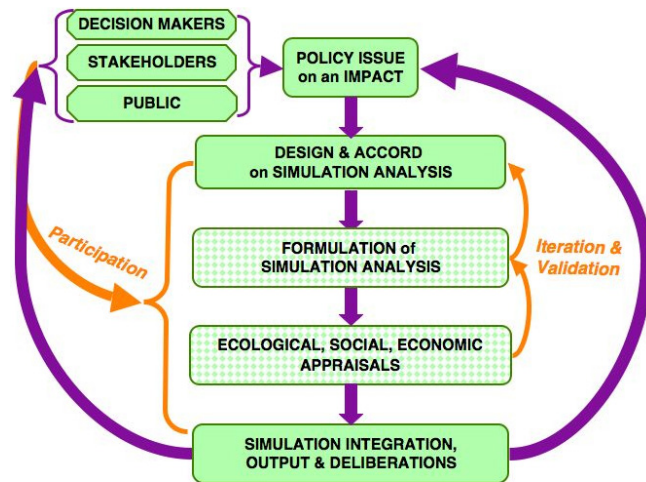 DECISION MAKERS
STAKEHOLDERS
PUBLIC
POLICY ISSUE
on an IMPACT
DESIGN & ACCORD
on SIMULATION ANALYSIS
Participation
FORMULATION of
SIMULATION ANALYSIS
Iteration &
Validation
ECOLOGICAL, SOCIAL, ECONOMIC
APPRAISALS
SIMULATION INTEGRATION,
OUTPUT & DELIBERATIONS